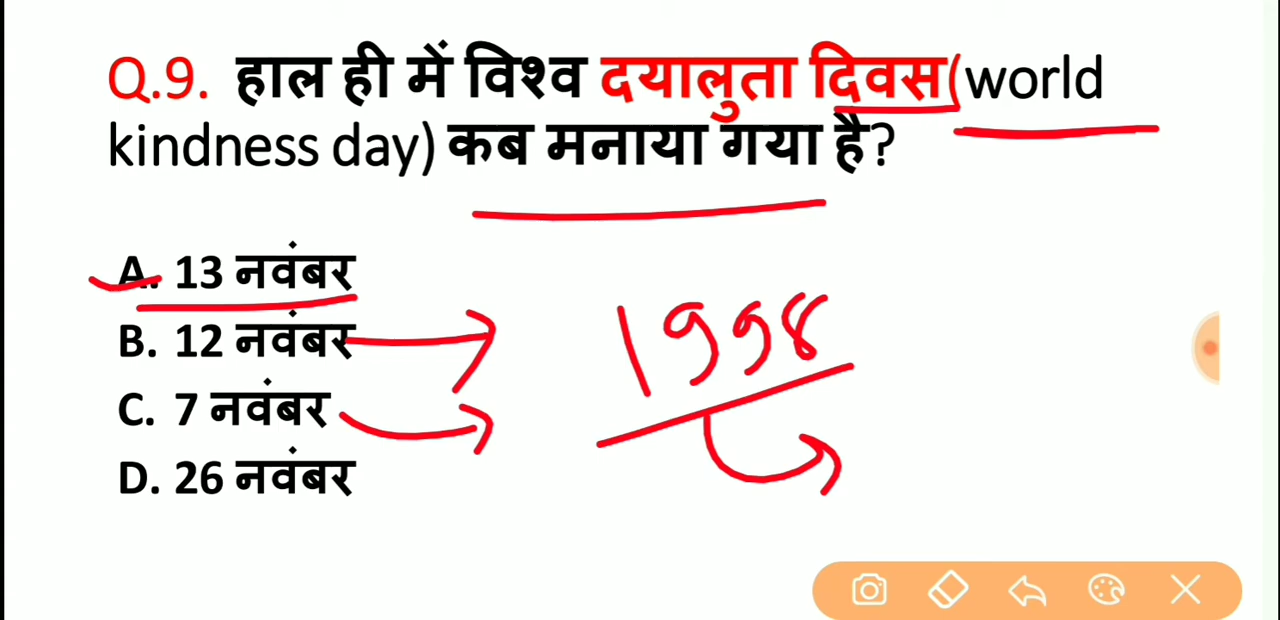 Q.9. हाल ही में विश्व दयालुता दिवस(world
kindness day) कब मनाया गया है?
A. 13 नवंबर
B. 12 नवंबर
C. 7 नवंबर
D. 26 नवंबर
1998